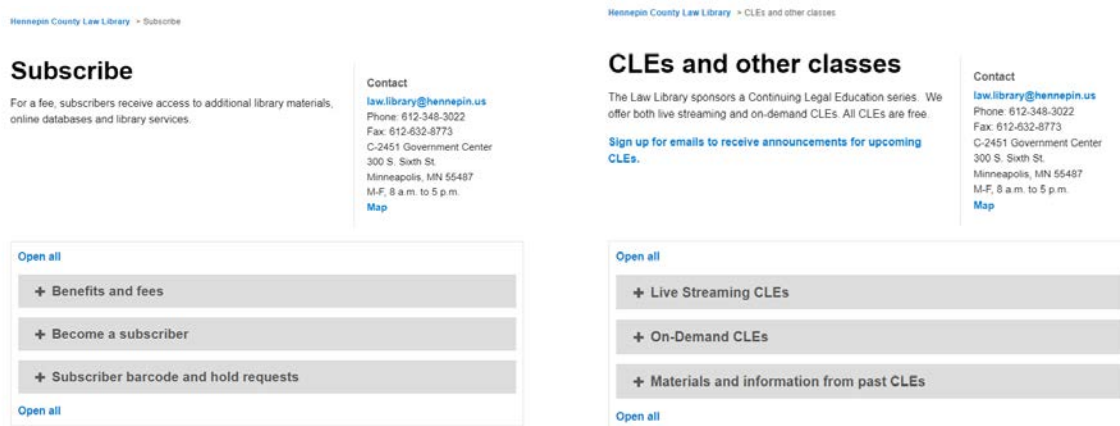 Hennepin County Law Library > Subscribe
Subscribe
For a fee, subscribers receive access to additional library materials,
online databases and library services.
Contact
law.library@hennepin.us
Phone: 612-348-3022
Fax: 612-632-8773
C-2451 Government Center
300 S. Sixth St.
Minneapolis, MN 55487
M-F, 8 a.m. to 5 p.m.
Map
Open all
+ Benefits and fees
+ Become a subscriber
+ Subscriber barcode and hold requests
Open all
Hennepin County Law Library > CLEs and other classes
CLEs and other classes
The Law Library sponsors a Continuing Legal Education series. We
offer both live streaming and on-demand CLEs. All CLEs are free.
Sign up for emails to receive announcements for upcoming
CLEs.
Contact
law.library@hennepin.us
Phone: 612-348-3022
Fax: 612-632-8773
C-2451 Government Center
300 S. Sixth St.
Minneapolis, MN 55487
M-F, 8 a.m. to 5 p.m.
Map
Open all
+ Live Streaming CLEs
+ On-Demand CLEs
+ Materials and information from past CLEs
Open all